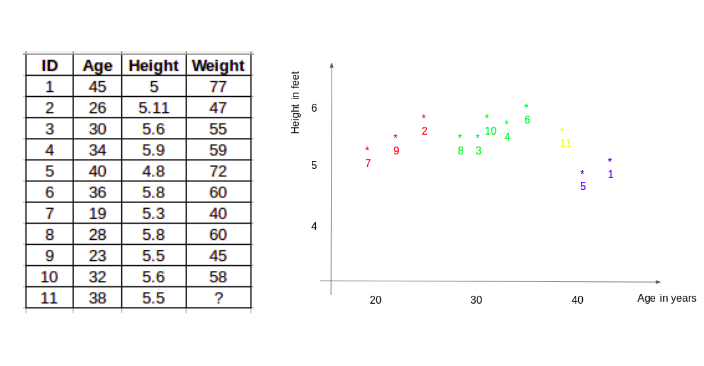 ID Age Height Weight
1 45 5 77
2 26 5.11 47
3 30 5.6 55
4 34 5.9 59
5 40 4.8 72
6 36 5.8 60
7 19 5.3 40
8 28 5.8 60
9 23 5.5 45
10 32 5.6 58
11 38 5.5 ?
Height in feet
6
5
4
7
9
2
8
3
10
4
6
11
5
1
20 30 40
Age in years